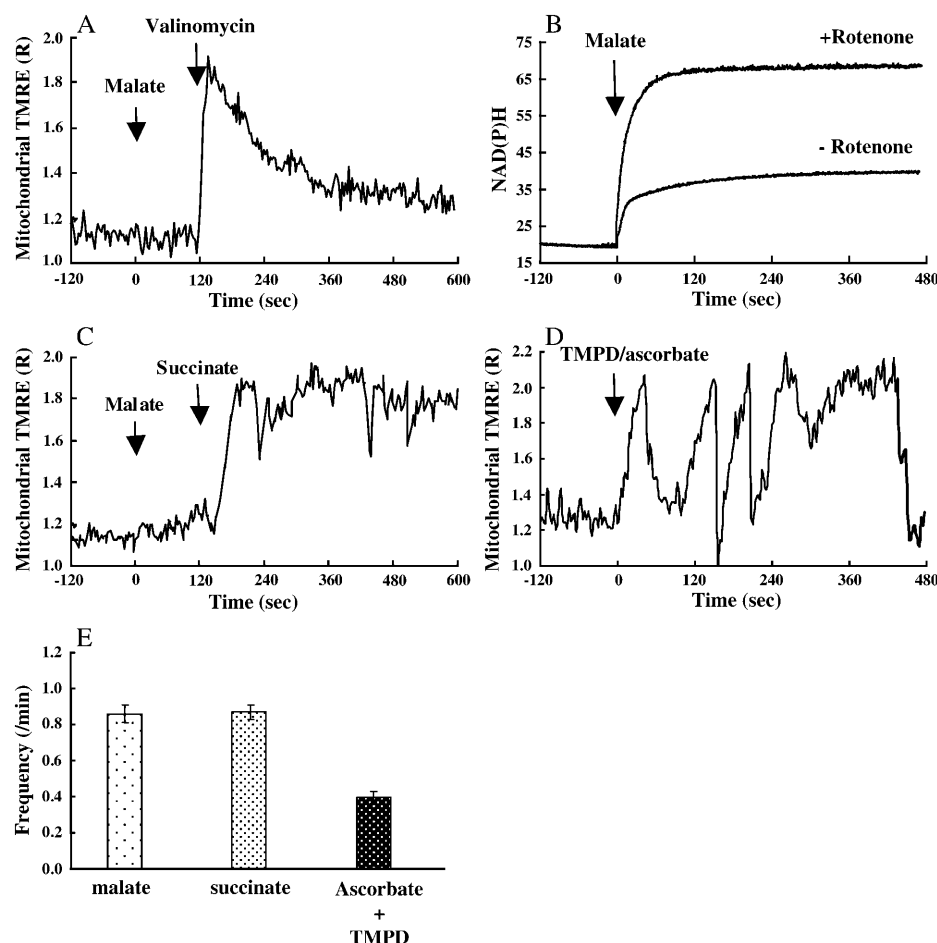 A
Valinomycin
Malate
Mitochondrial TMRE (R)
2.0
1.8
1.6
1.4
1.2
1.0
-120 0 120 240 360 480 600
Time (sec)
B
Malate
+Rotenone
- Rotenone
NAD(P)H
75
65
55
45
35
25
15
-120 0 120 240 360 480
Time (sec)
C
Succinate
Malate
Mitochondrial TMRE (R)
2.0
1.8
1.6
1.4
1.2
1.0
-120 0 120 240 360 480 600
Time (sec)
D
TMPD/ascorbate
Mitochondrial TMRE (R)
2.2
2.0
1.8
1.6
1.4
1.2
1.0
-120 0 120 240 360 480
Time (sec)
E
Frequency (/min)
1.2
1.0
0.8
0.6
0.4
0.2
0.0
malate succinate Ascorbate
+
TMPD